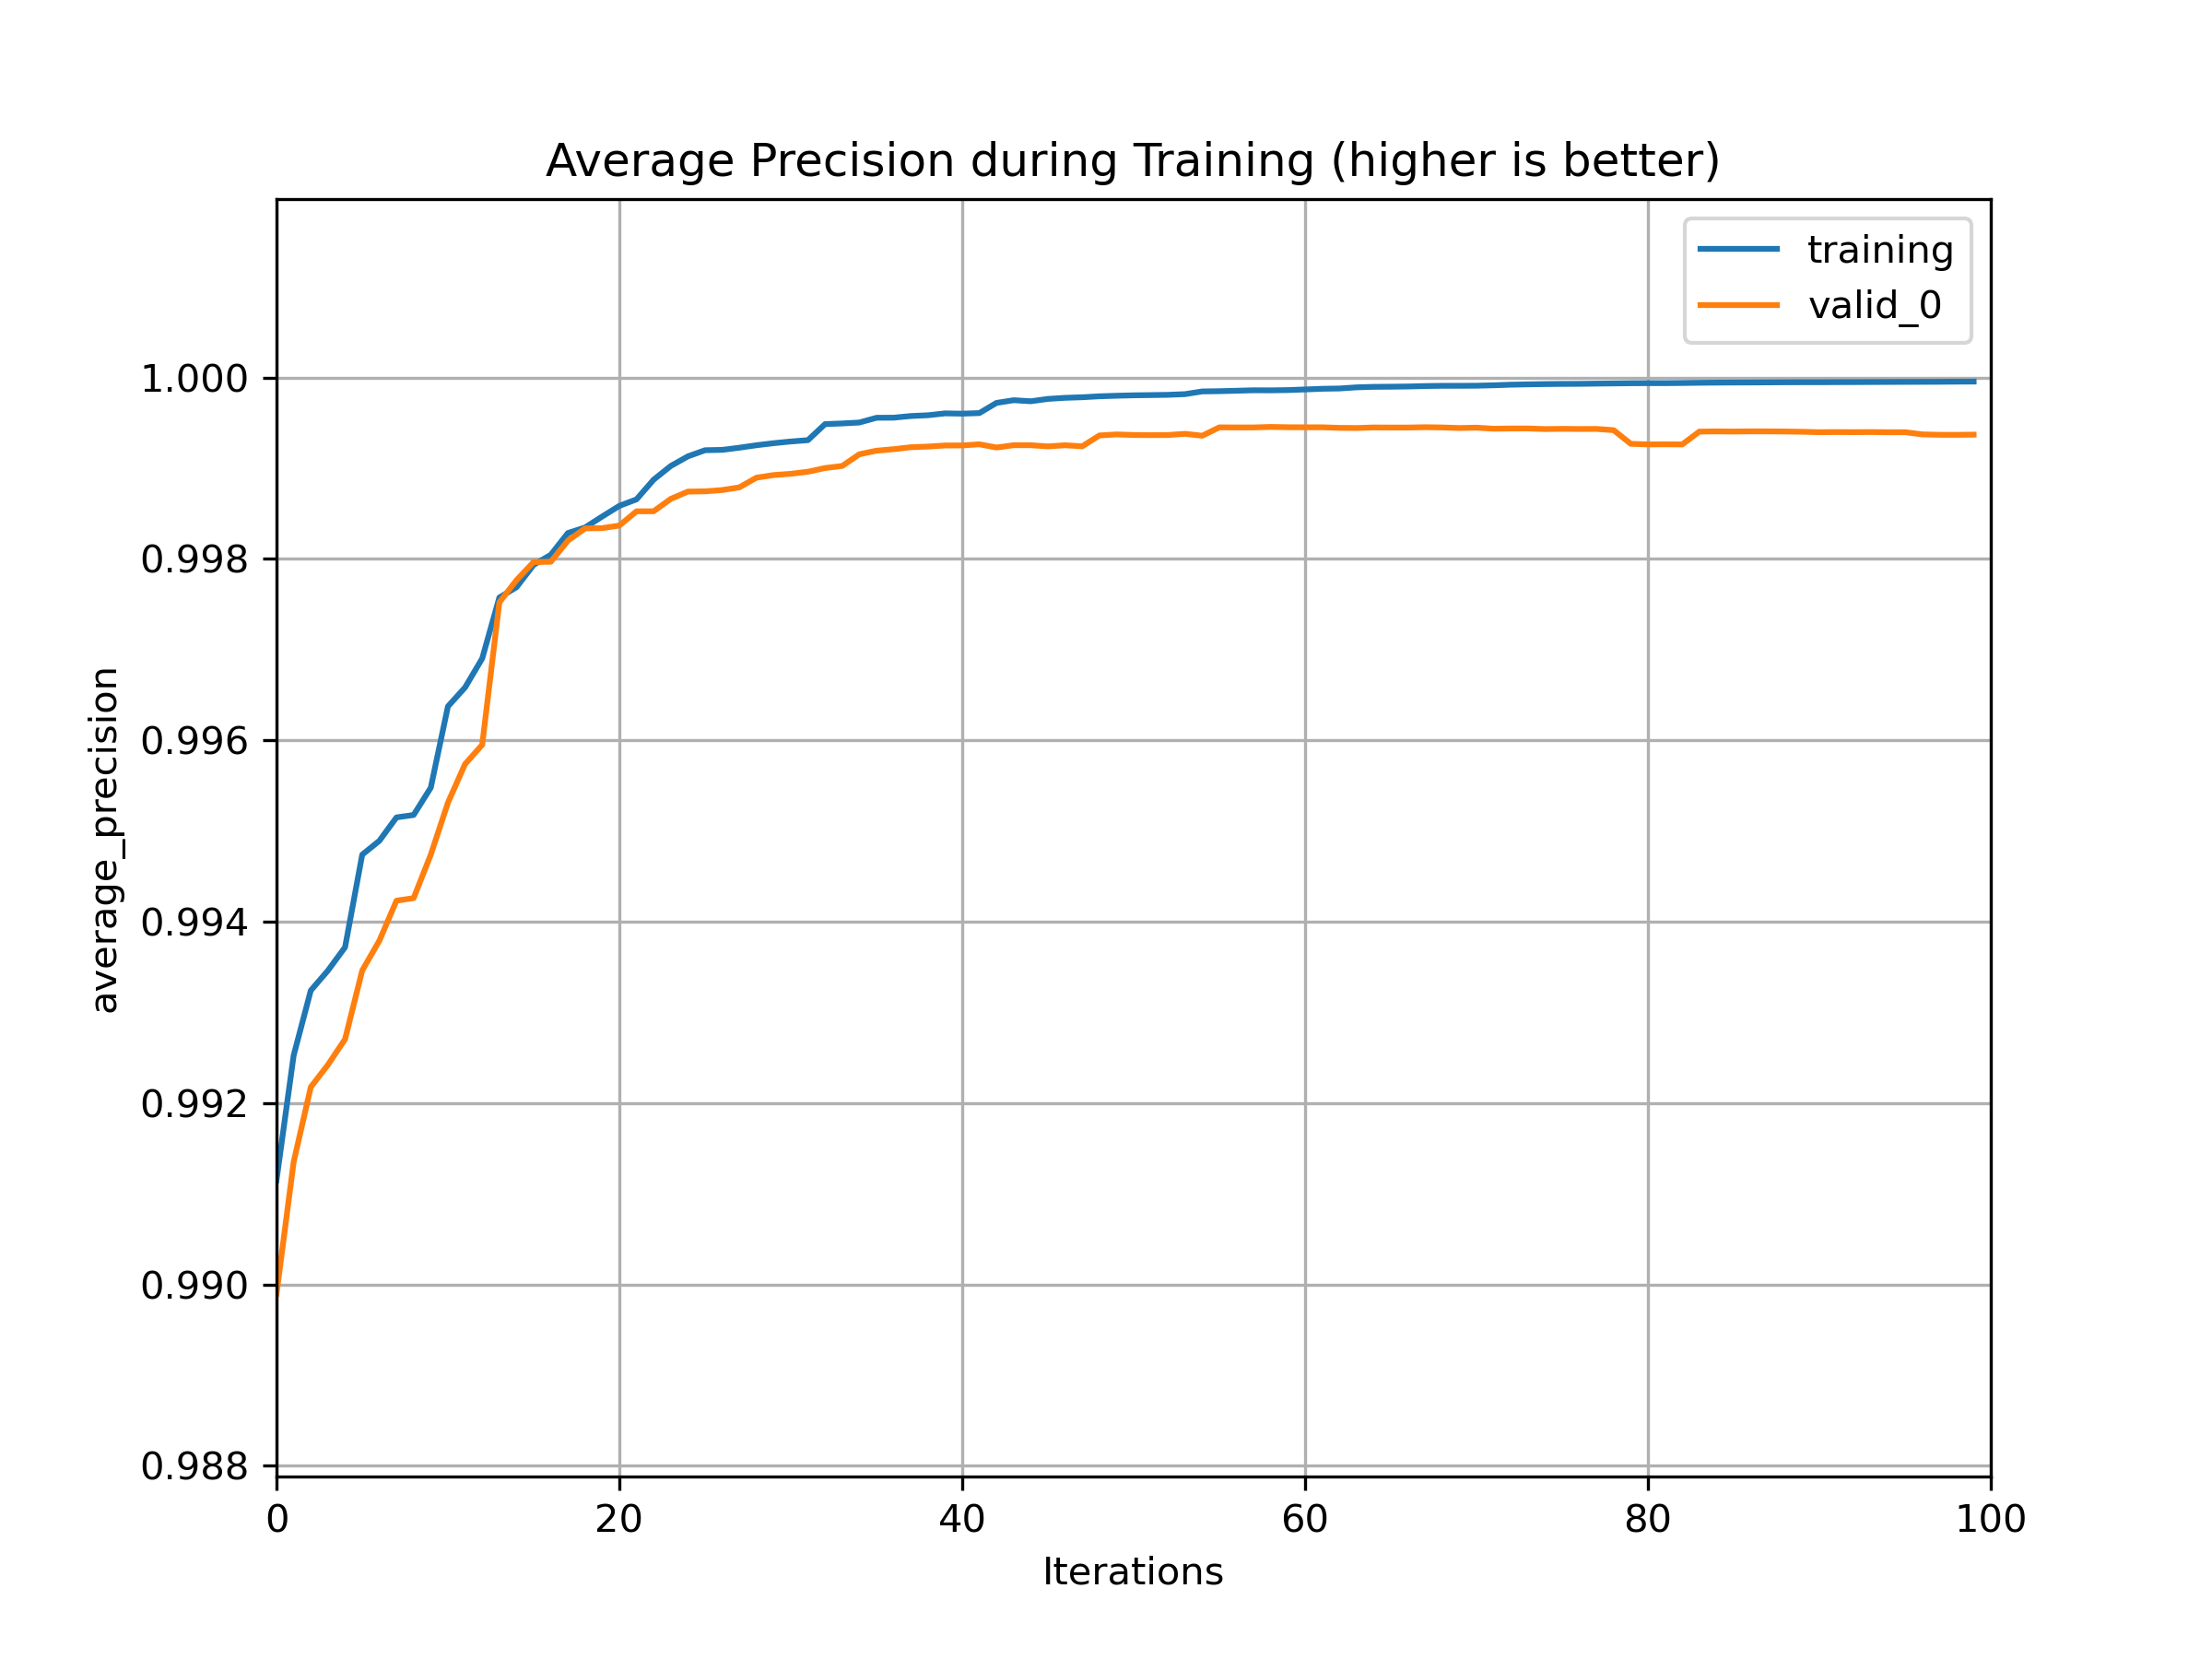 Average Precision during Training (higher is better)
training
valid_0
1.000
0.998
0.996
0.994
0.992
0.990
0.988
average_precision
0 20 40 60 80 100
Iterations